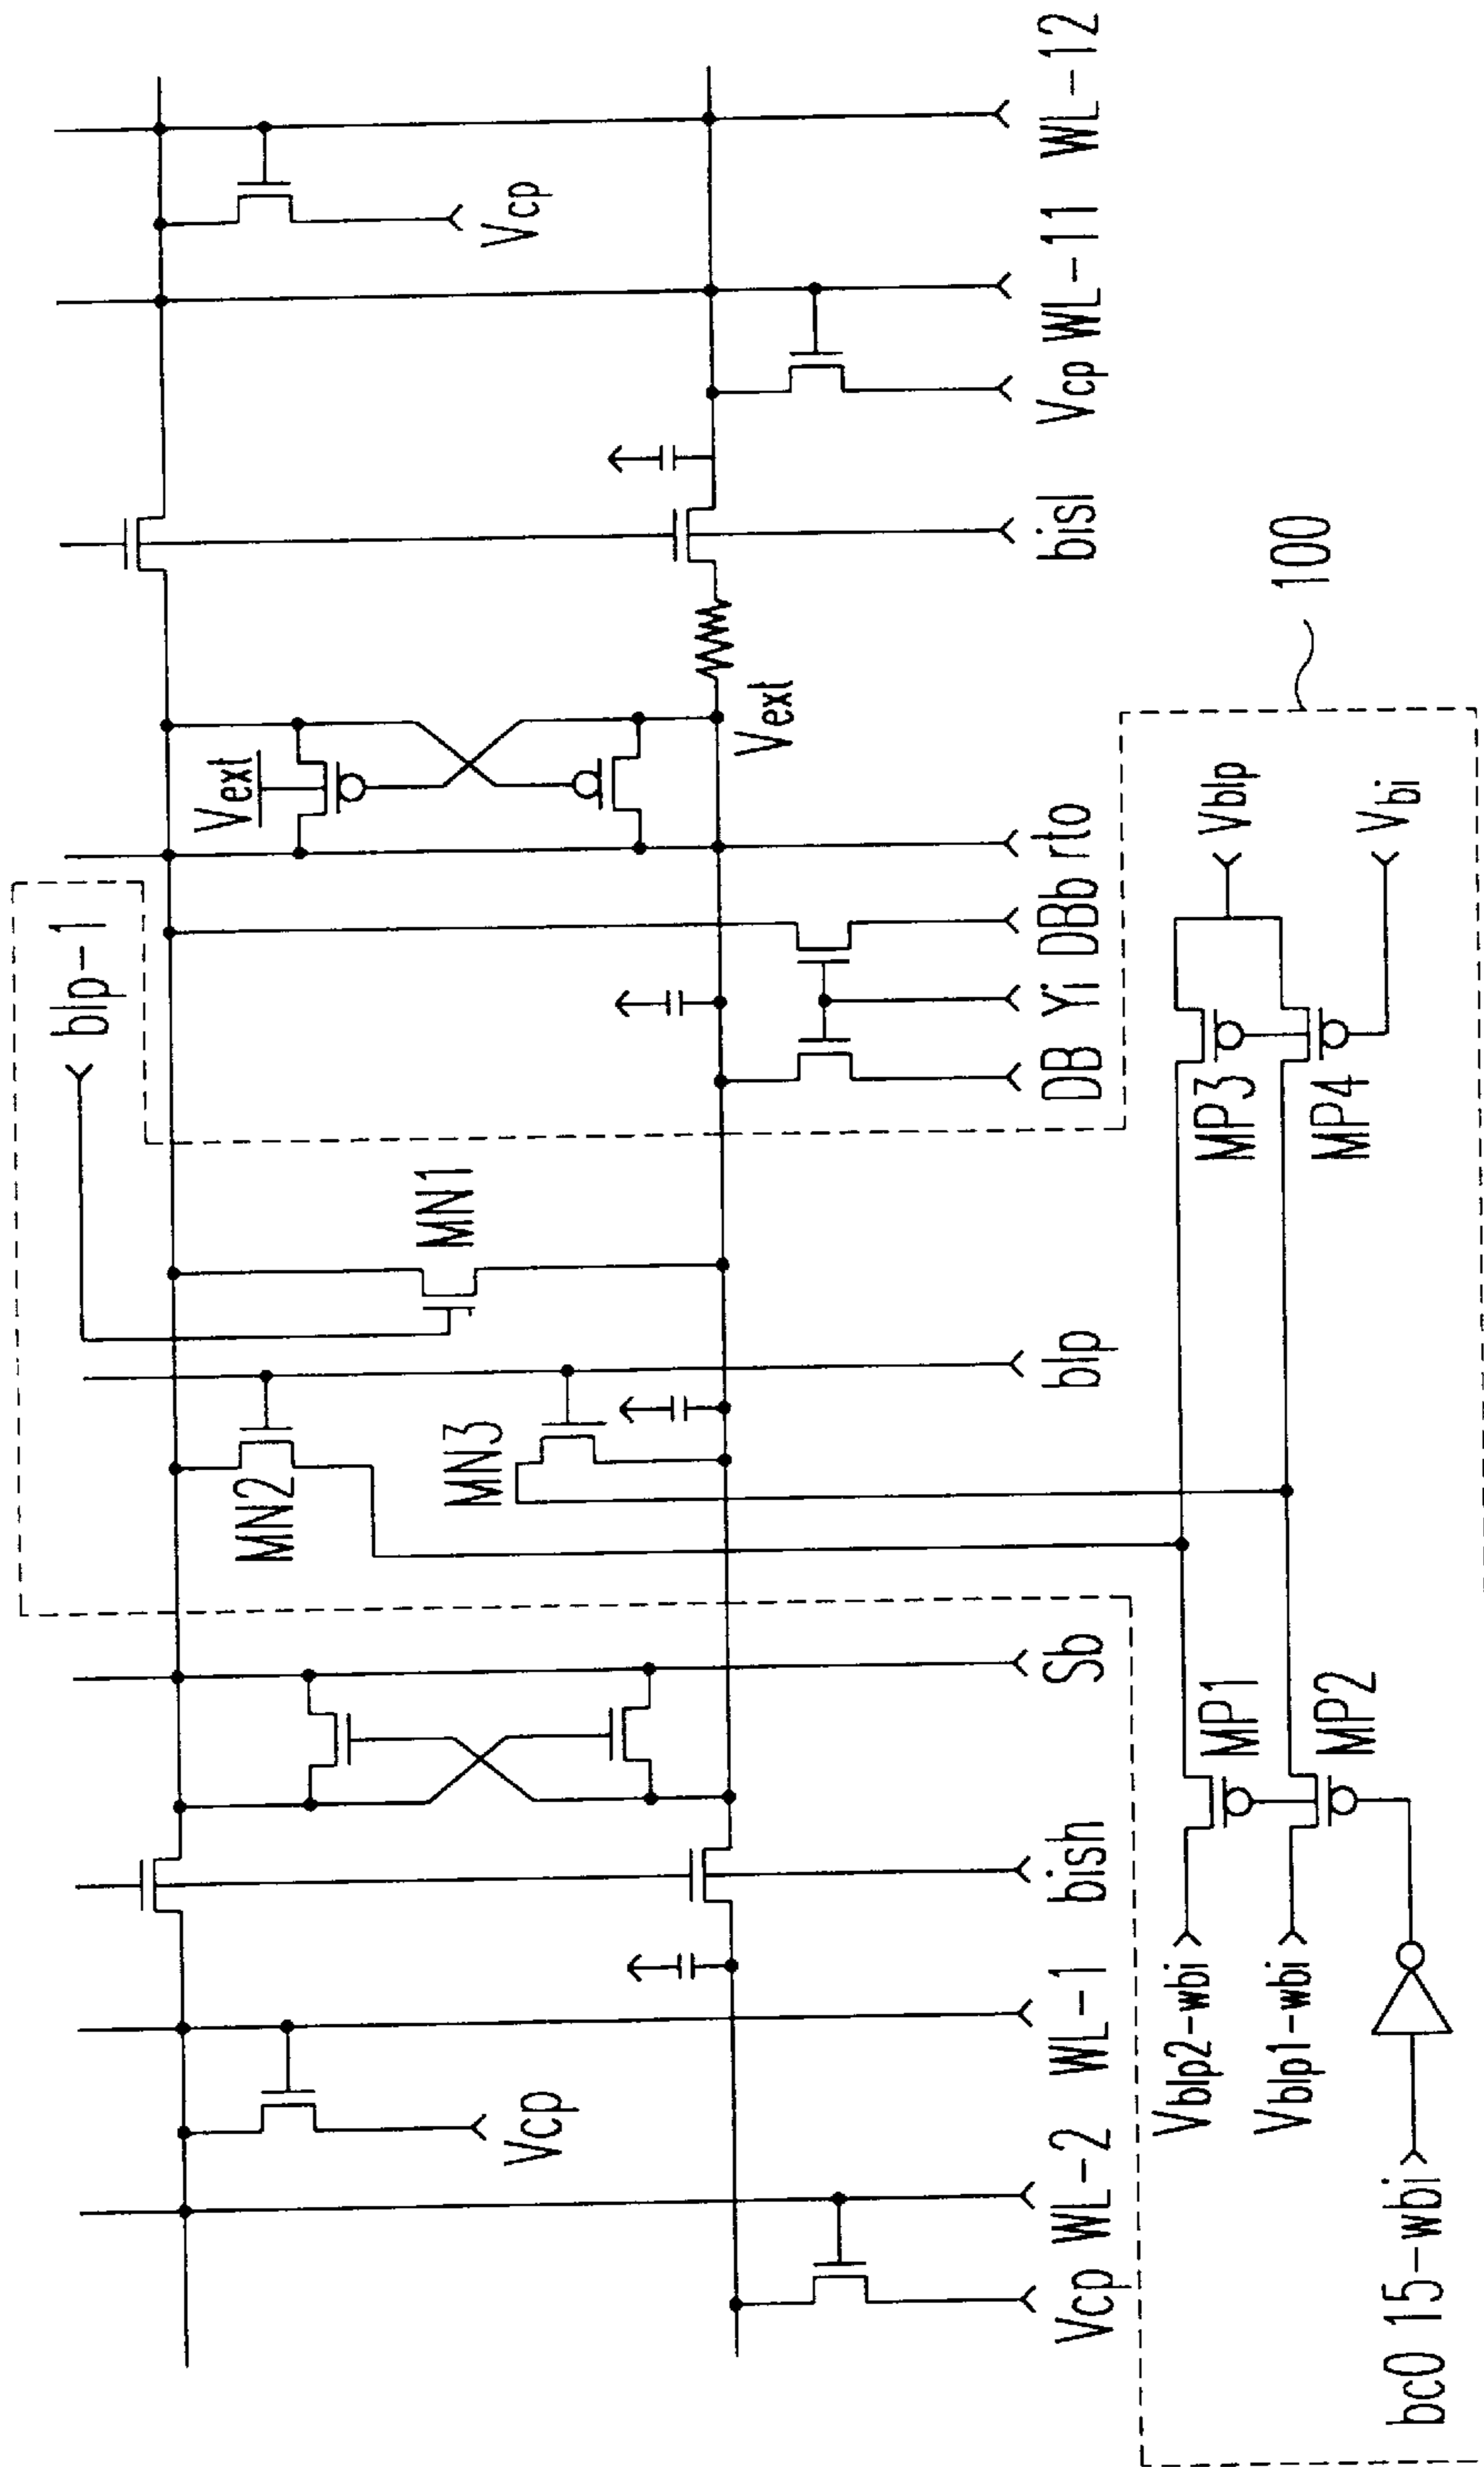 blp-1
Vcp
WL-2
Vcp
WL-1
bish
Sb
MN2
MN3
blp
MN1
DB
Yi
DBb
rto
Vext
Vext
bisl
Vcp
WL-11
Vcp
WL-12
Vblp2-wbi
Vblp1-wbi
bc0 15-wbi
MP1
MP2
MP3
MP4
Vblp
Vbi
100